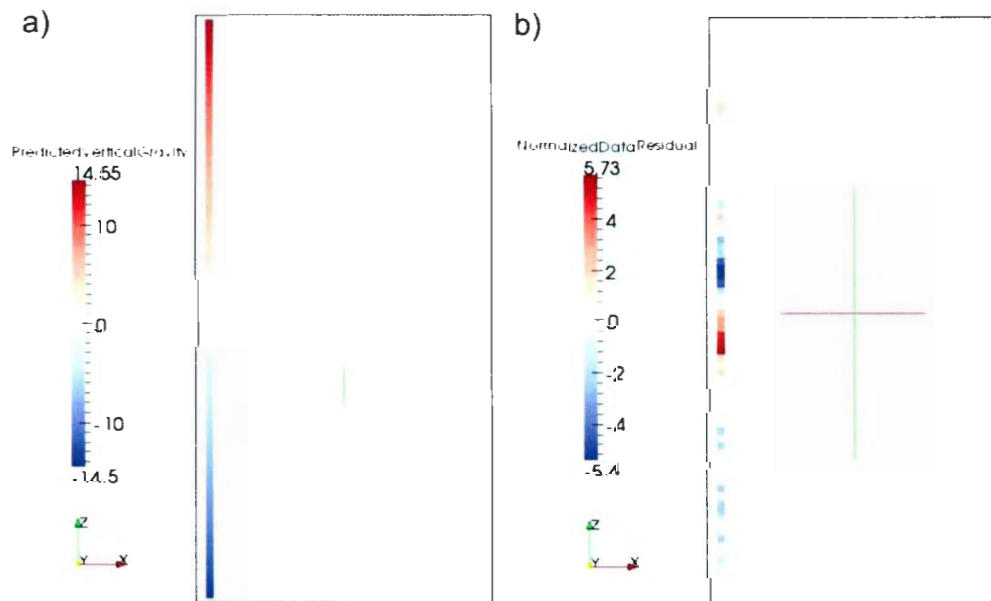 a)
PredictedVerticalGravity
14.55
10
0
-10
-14.5
Z
Y
X
b)
NormalizedDataResidual
5.73
4
2
0
-2
-4
-5.4
Z
Y
X